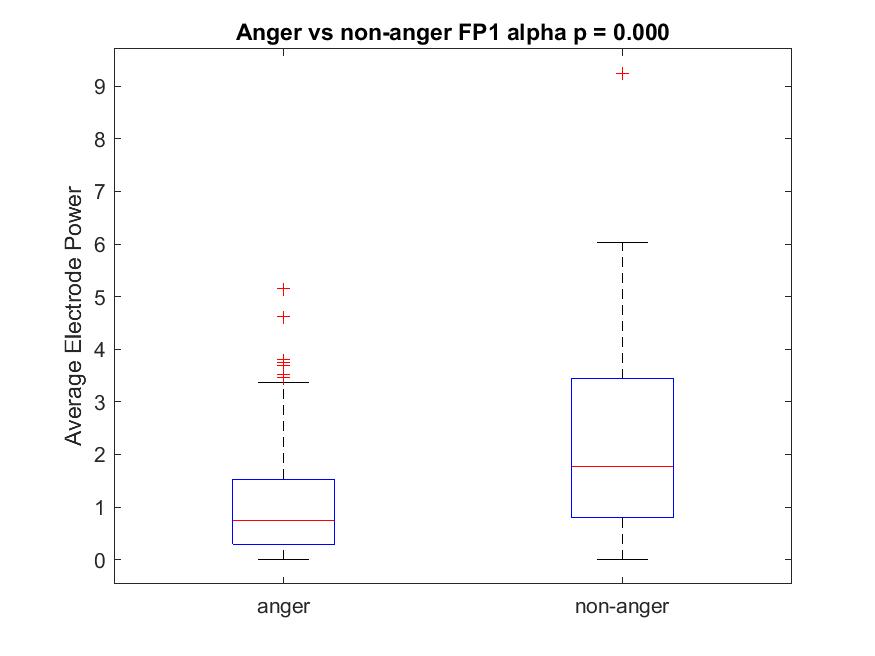 Anger vs non-anger FP1 alpha p = 0.000
Average Electrode Power
9
8
7
6
5
4
3
2
1
0
anger
non-anger